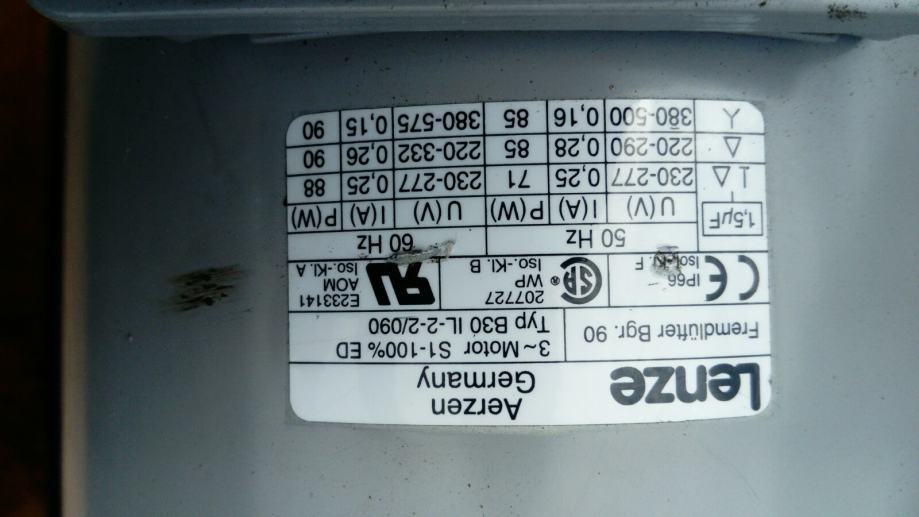 Lenze
Aerzen
Germany
Fremdlüfter Bgr. 90
3~ Motor S1-100% ED
Typ B30 IL-2-2/090
CE IP66
Isol.-Kl. F
SA ® 207727
WP
Iso.-Kl. B
RU E233141
AOM
Iso.-Kl. A
50 Hz 60 Hz
1,5µF U(V) I(A) P(W) U(V) I(A) P(W)
⊥ Δ 230-277 0,25 71 230-277 0,25 88
Δ 220-290 0,28 85 220-332 0,26 90
Y 380-500 0,16 85 380-575 0,15 90